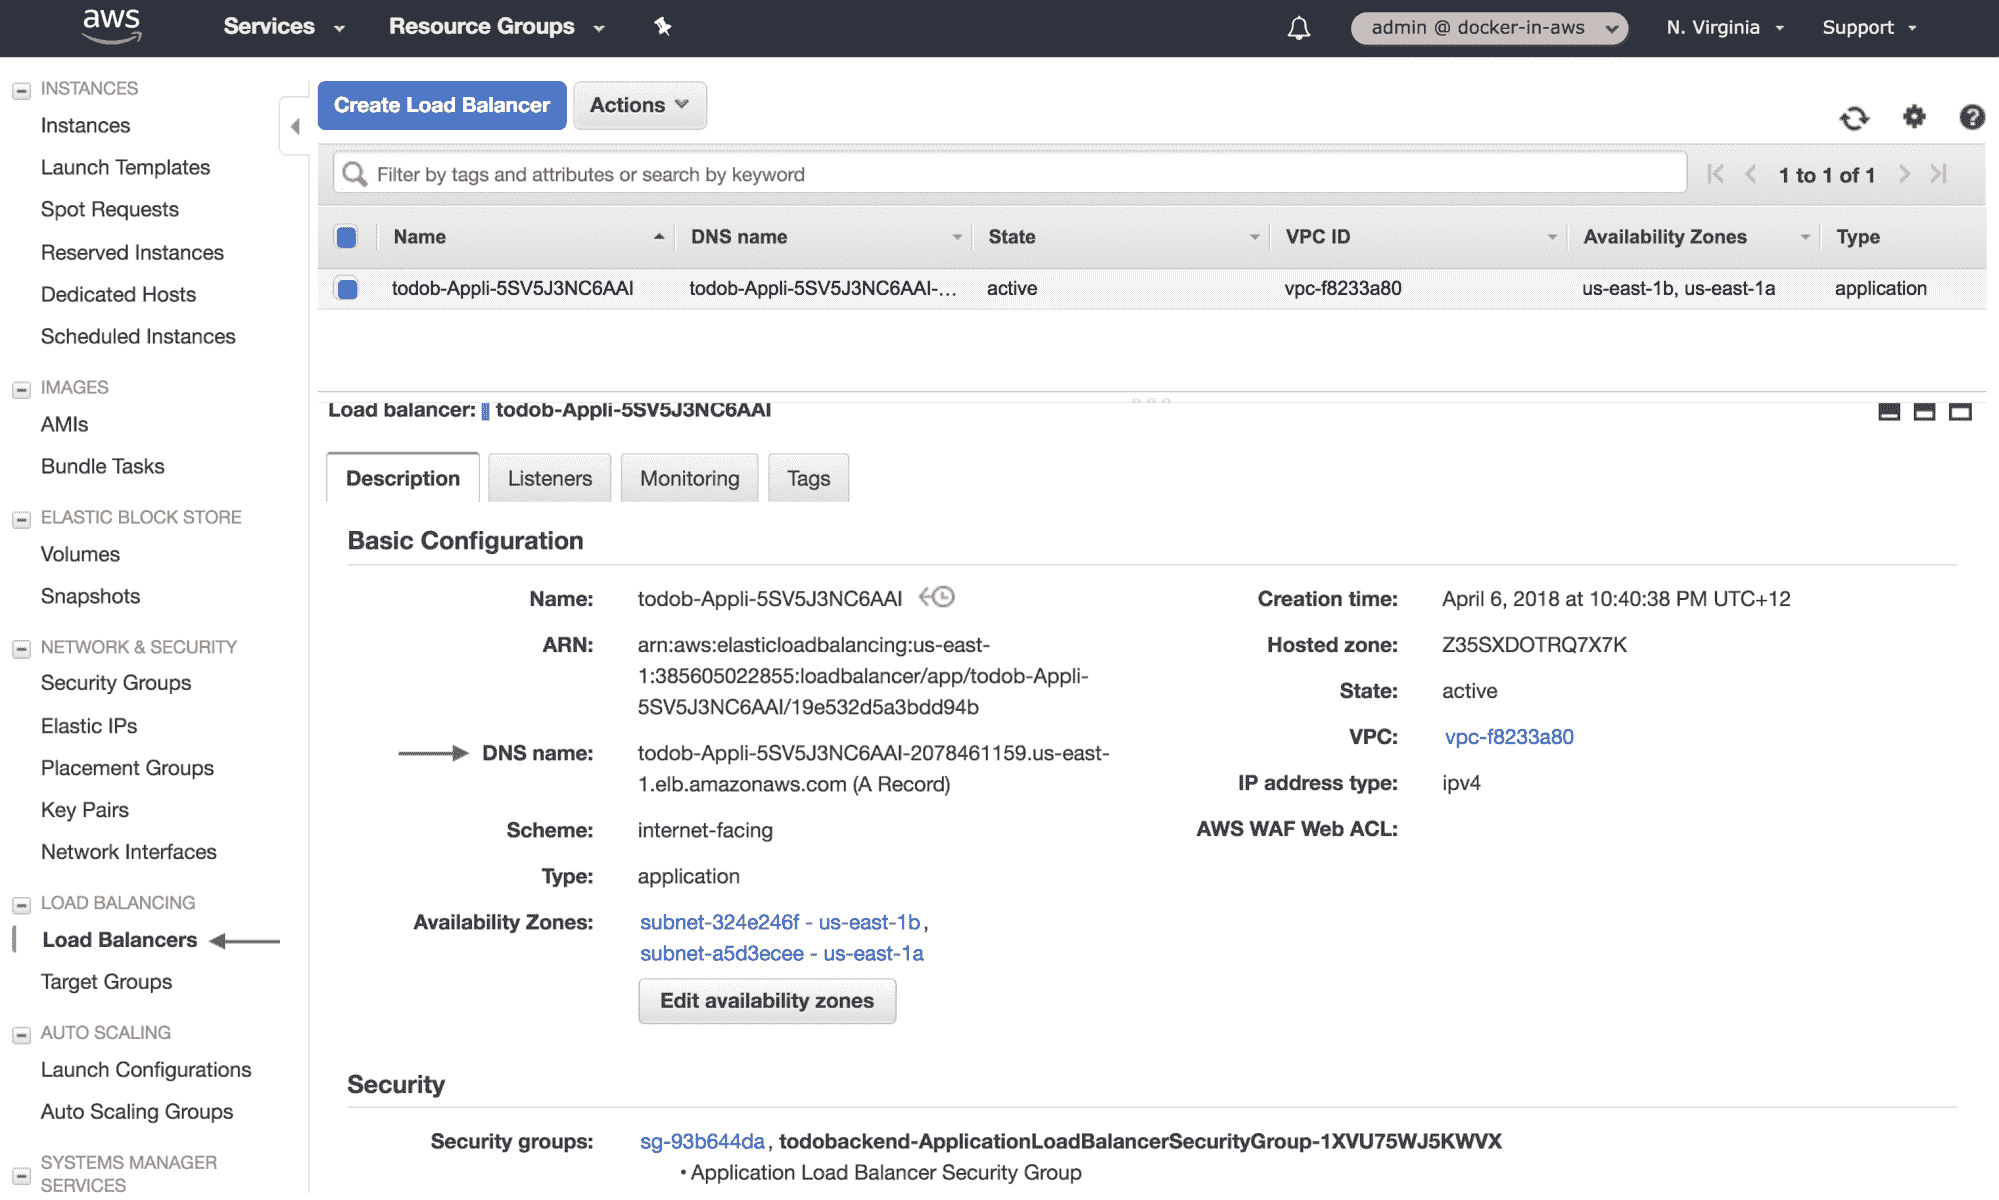 aws Services Resource Groups admin @ docker-in-aws N. Virginia Support
INSTANCES
Instances
Launch Templates
Spot Requests
Reserved Instances
Dedicated Hosts
Scheduled Instances
IMAGES
AMIs
Bundle Tasks
ELASTIC BLOCK STORE
Volumes
Snapshots
NETWORK & SECURITY
Security Groups
Elastic IPs
Placement Groups
Key Pairs
Network Interfaces
LOAD BALANCING
Load Balancers
Target Groups
AUTO SCALING
Launch Configurations
Auto Scaling Groups
SYSTEMS MANAGER
SERVICES
Create Load Balancer Actions
Filter by tags and attributes or search by keyword 1 to 1 of 1
Name DNS name State VPC ID Availability Zones Type
todob-Appli-5SV5J3NC6AAI todob-Appli-5SV5J3NC6AAI-... active vpc-f8233a80 us-east-1b, us-east-1a application
Load balancer: todob-Appli-5SV5J3NC6AAI
Description Listeners Monitoring Tags
Basic Configuration
Name: todob-Appli-5SV5J3NC6AAI
ARN: arn:aws:elasticloadbalancing:us-east-
1:385605022855:loadbalancer/app/todob-Appli-
5SV5J3NC6AAI/19e532d5a3bdd94b
DNS name: todob-Appli-5SV5J3NC6AAI-2078461159.us-east-
1.elb.amazonaws.com (A Record)
Scheme: internet-facing
Type: application
Availability Zones: subnet-324e246f - us-east-1b,
subnet-a5d3ecee - us-east-1a
Edit availability zones
Creation time: April 6, 2018 at 10:40:38 PM UTC+12
Hosted zone: Z35SXDOTRQ7X7K
State: active
VPC: vpc-f8233a80
IP address type: ipv4
AWS WAF Web ACL:
Security
Security groups: sg-93b644da, todobackend-ApplicationLoadBalancerSecurityGroup-1XVU75WJ5KWVX
• Application Load Balancer Security Group